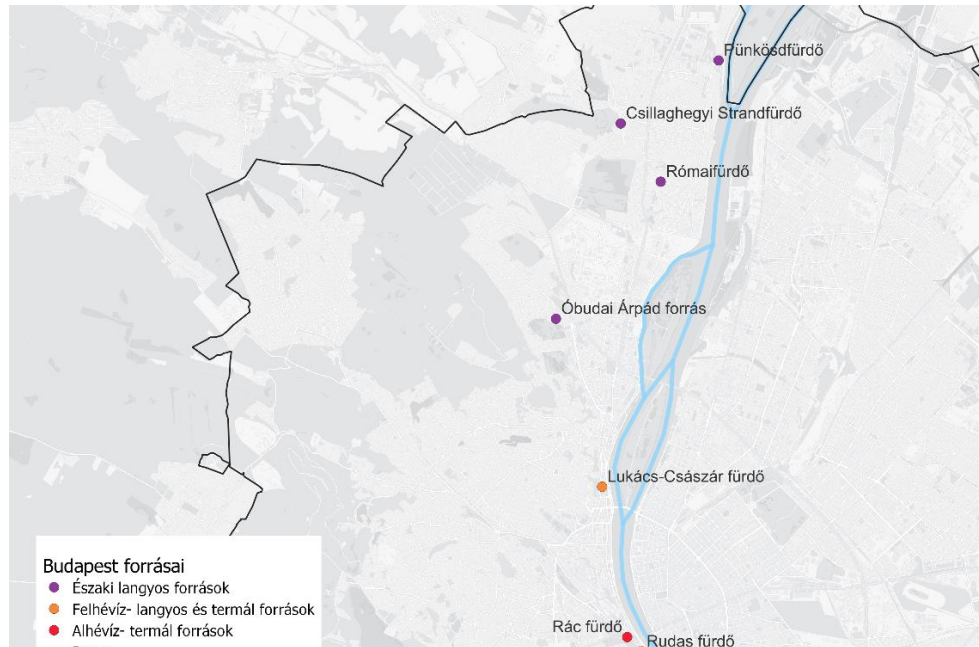 Pünkösdfürdő
Csillaghegyi Strandfürdő
Rómaifürdő
Óbudai Árpád forrás
Lukács-Császár fürdő
Rác fürdő
Rudas fürdő
Budapest forrásai
Északi langyos források
Felhévíz- langyos és termál források
Alhévíz- termál források